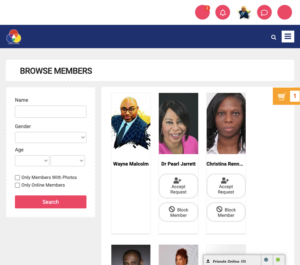 BROWSE MEMBERS
Name
Gender
Age
Only Members With Photos
Only Online Members
Search
1
Wayne Malcolm
Dr Pearl Jarrett
Christina Renn...
Accept
Request
Accept
Request
Block
Member
Block
Member
Friends Online (0)